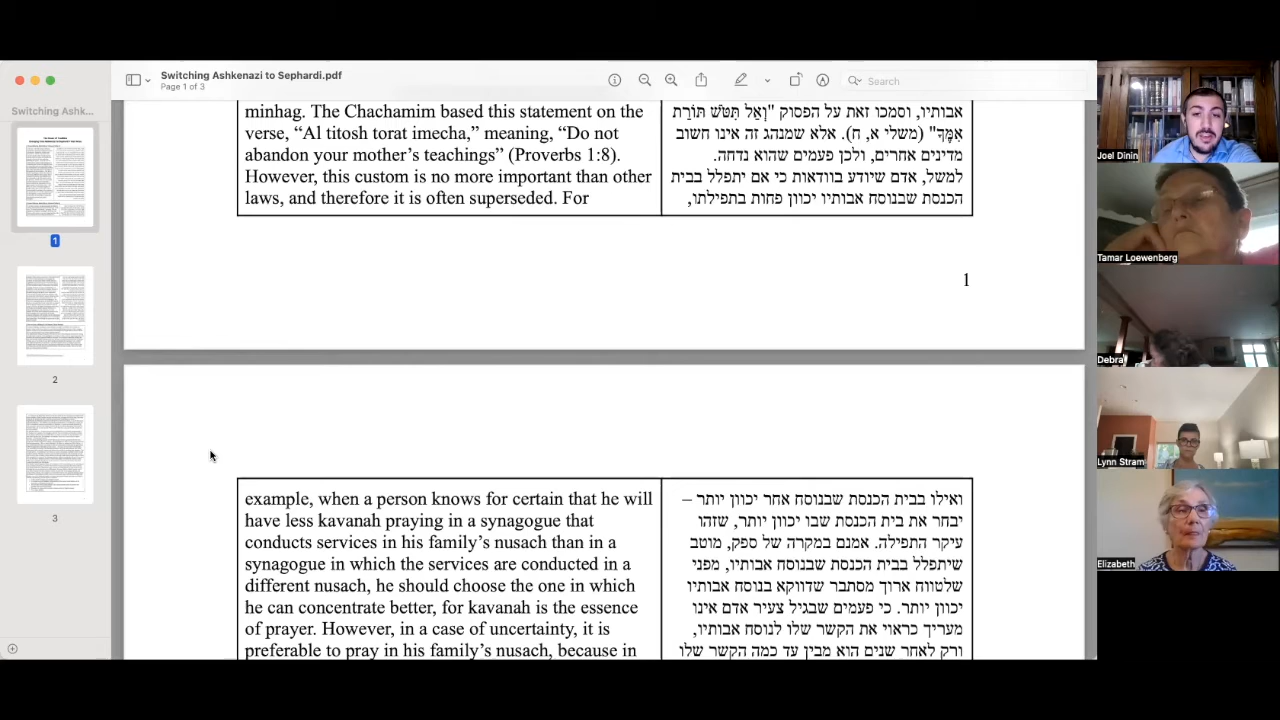 Switching Ashkenazi to Sephardi.pdf
Page 1 of 3
Search
Switching Ashk...
1
2
3
minhag. The Chachamim based this statement on the
verse, “Al titosh torat imecha,” meaning, “Do not
abandon your mother’s teachings” (Proverbs 1:8).
However, this custom is no more important than other
laws, and therefore it is often superseded. For
אבותיו, וסמכו זאת על הפסוק "וְאַל תִּטֹּשׁ תּוֹרַת
אִמֶּךָ" (משלי א, ח). אלא שמנהג זה אינו חשוב
מדינים אחרים, ולכן פעמים שהוא נדחה.
למשל, אדם שיודע בוודאות כי אם יתפלל בבית
הכנסת שבנוסח אבותיו יכוון פחות בתפילתו,
1
example, when a person knows for certain that he will
have less kavanah praying in a synagogue that
conducts services in his family’s nusach than in a
synagogue in which the services are conducted in a
different nusach, he should choose the one in which
he can concentrate better, for kavanah is the essence
of prayer. However, in a case of uncertainty, it is
preferable to pray in his family’s nusach, because in
ואילו בבית הכנסת שבנוסח אחר יכוון יותר –
יבחר את בית הכנסת שבו יכוון יותר, שזהו
עיקר התפילה. אמנם במקרה של ספק, מוטב
שיתפלל בבית הכנסת שבנוסח אבותיו, מפני
שלטווח ארוך מסתבר שדווקא בנוסח אבותיו
יכוון יותר. כי פעמים שבגיל צעיר אדם אינו
מעריך כראוי את הקשר שלו לנוסח אבותיו,
ורק לאחר שנים הוא מבין עד כמה הקשר שלו
Joel Dinin
Tamar Loewenberg
Debra
Lynn Stram
Elizabeth